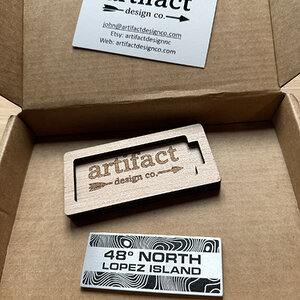 artifact
design co.
john@artifactdesignco.com
Etsy: artifactdesignnc
Web: artifactdesignco.com
artifact
design co.
48° NORTH
LOPEZ ISLAND